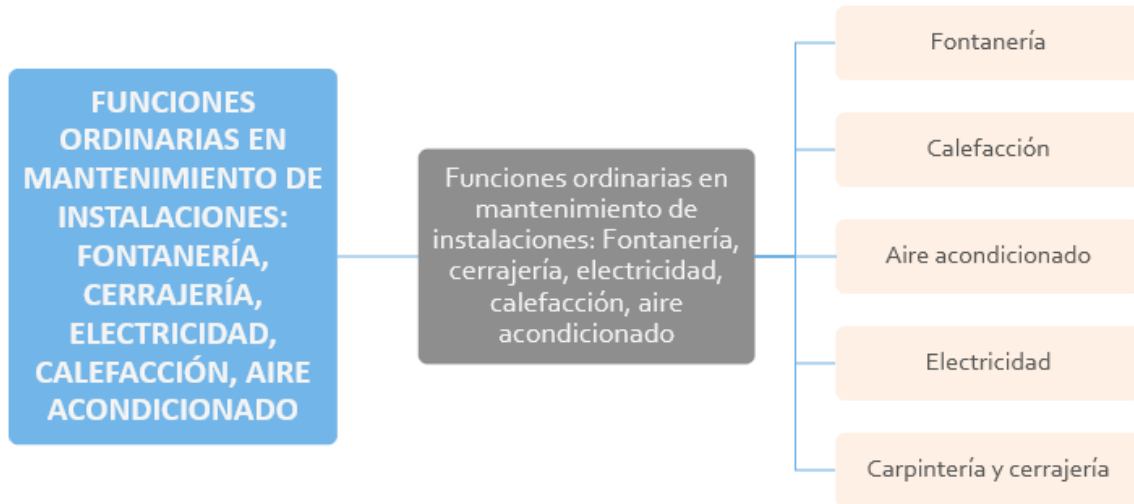 FUNCIONES
ORDINARIAS EN
MANTENIMIENTO DE
INSTALACIONES:
FONTANERÍA,
CERRAJERÍA,
ELECTRICIDAD,
CALEFACCIÓN, AIRE
ACONDICIONADO
Funciones ordinarias en
mantenimiento de
instalaciones: Fontanería,
cerrajería, electricidad,
calefacción, aire
acondicionado
Fontanería
Calefacción
Aire acondicionado
Electricidad
Carpintería y cerrajería